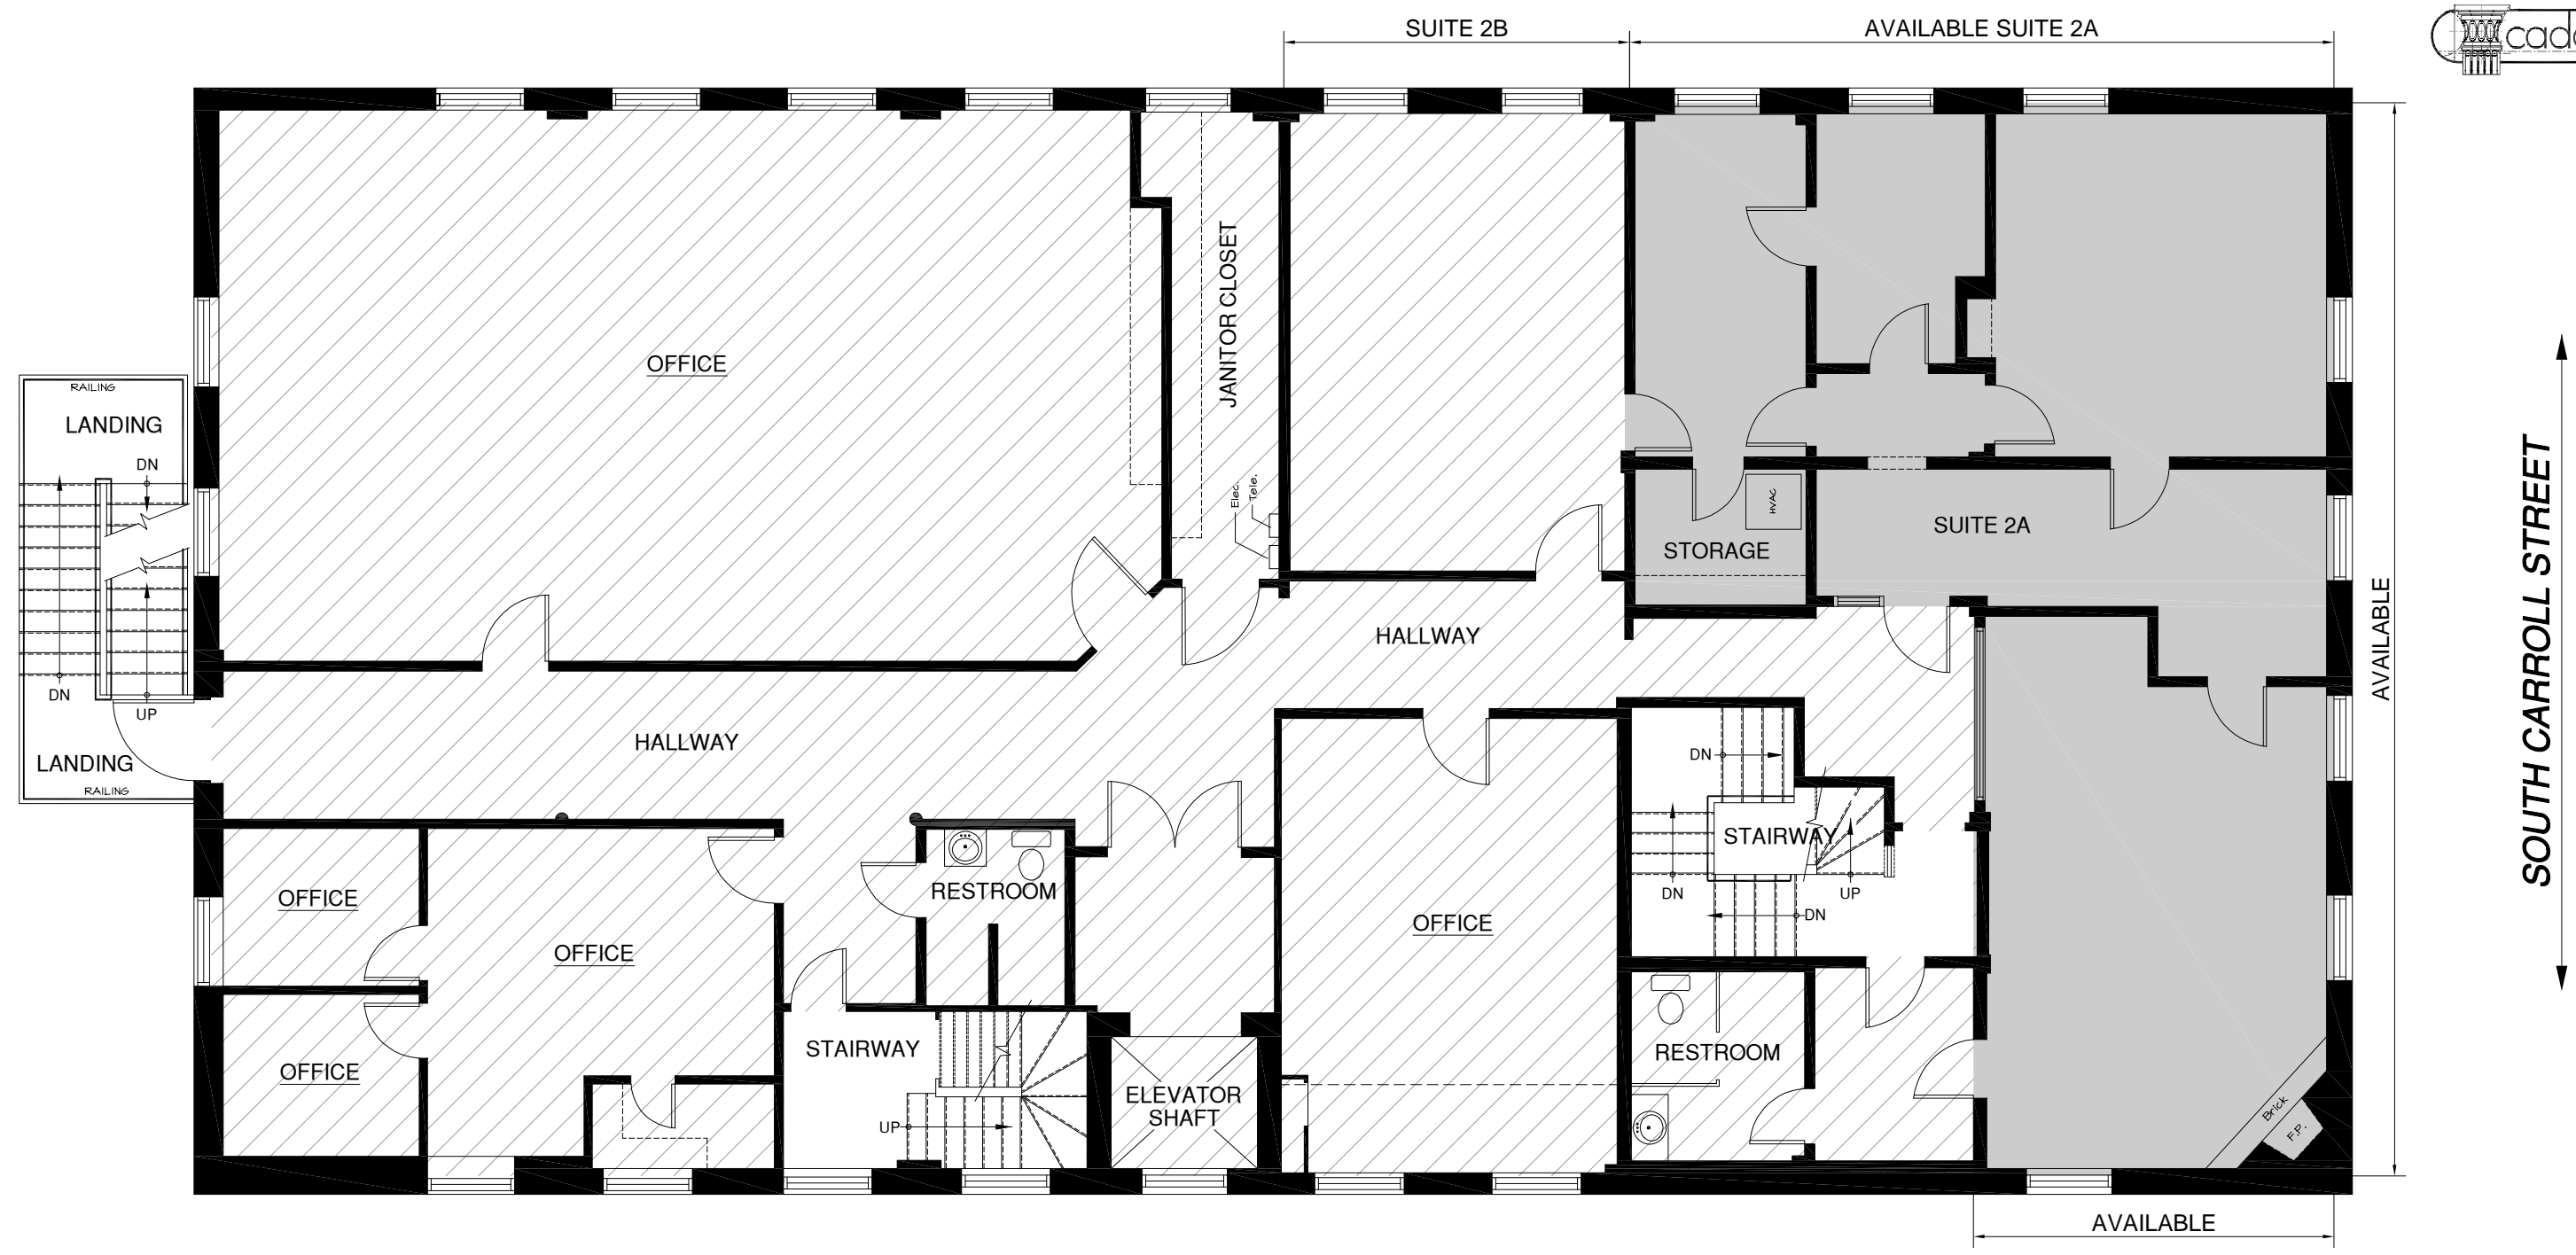 SUITE 2B
AVAILABLE SUITE 2A
RAILING
LANDING
DN
DN
UP
LANDING
RAILING
OFFICE
JANITOR CLOSET
Elec.
Tele.
HVAC
STORAGE
SUITE 2A
AVAILABLE
SOUTH CARROLL STREET
HALLWAY
HALLWAY
DN
STAIRWAY
DN
UP
DN
OFFICE
OFFICE
OFFICE
RESTROOM
OFFICE
STAIRWAY
UP
ELEVATOR
SHAFT
RESTROOM
Brick
F.P.
AVAILABLE